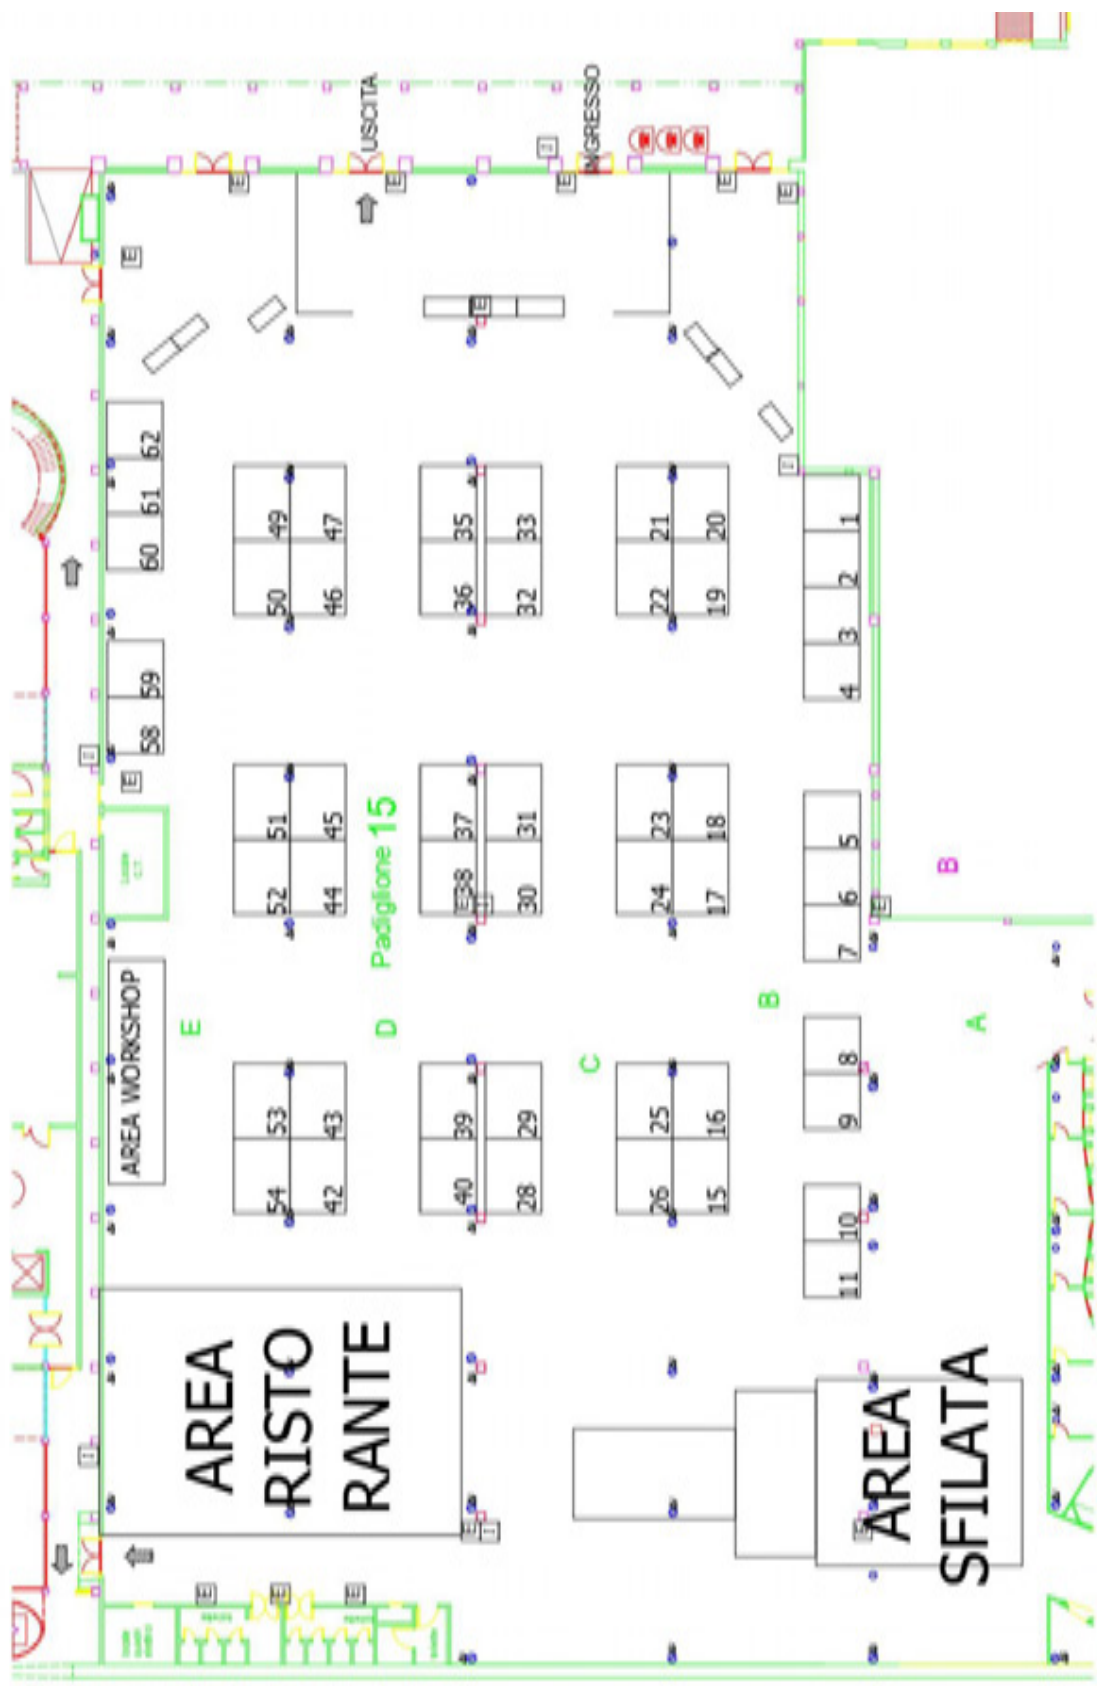 USCITA
INGRESSO
62
61
60
59
58
49
47
50
46
35
33
36
32
21
20
22
19
1
2
3
4
51
45
52
44
37
31
E38
30
23
18
24
17
5
6
7
Padiglione 15
B
AREA WORKSHOP
E
D
C
B
A
53
43
54
42
39
29
40
28
25
16
26
15
8
9
10
11
AREA
RISTO
RANTE
AREA
SFILATA
E
E
E
E
E
E
E
E
E
E
E
E
E
E